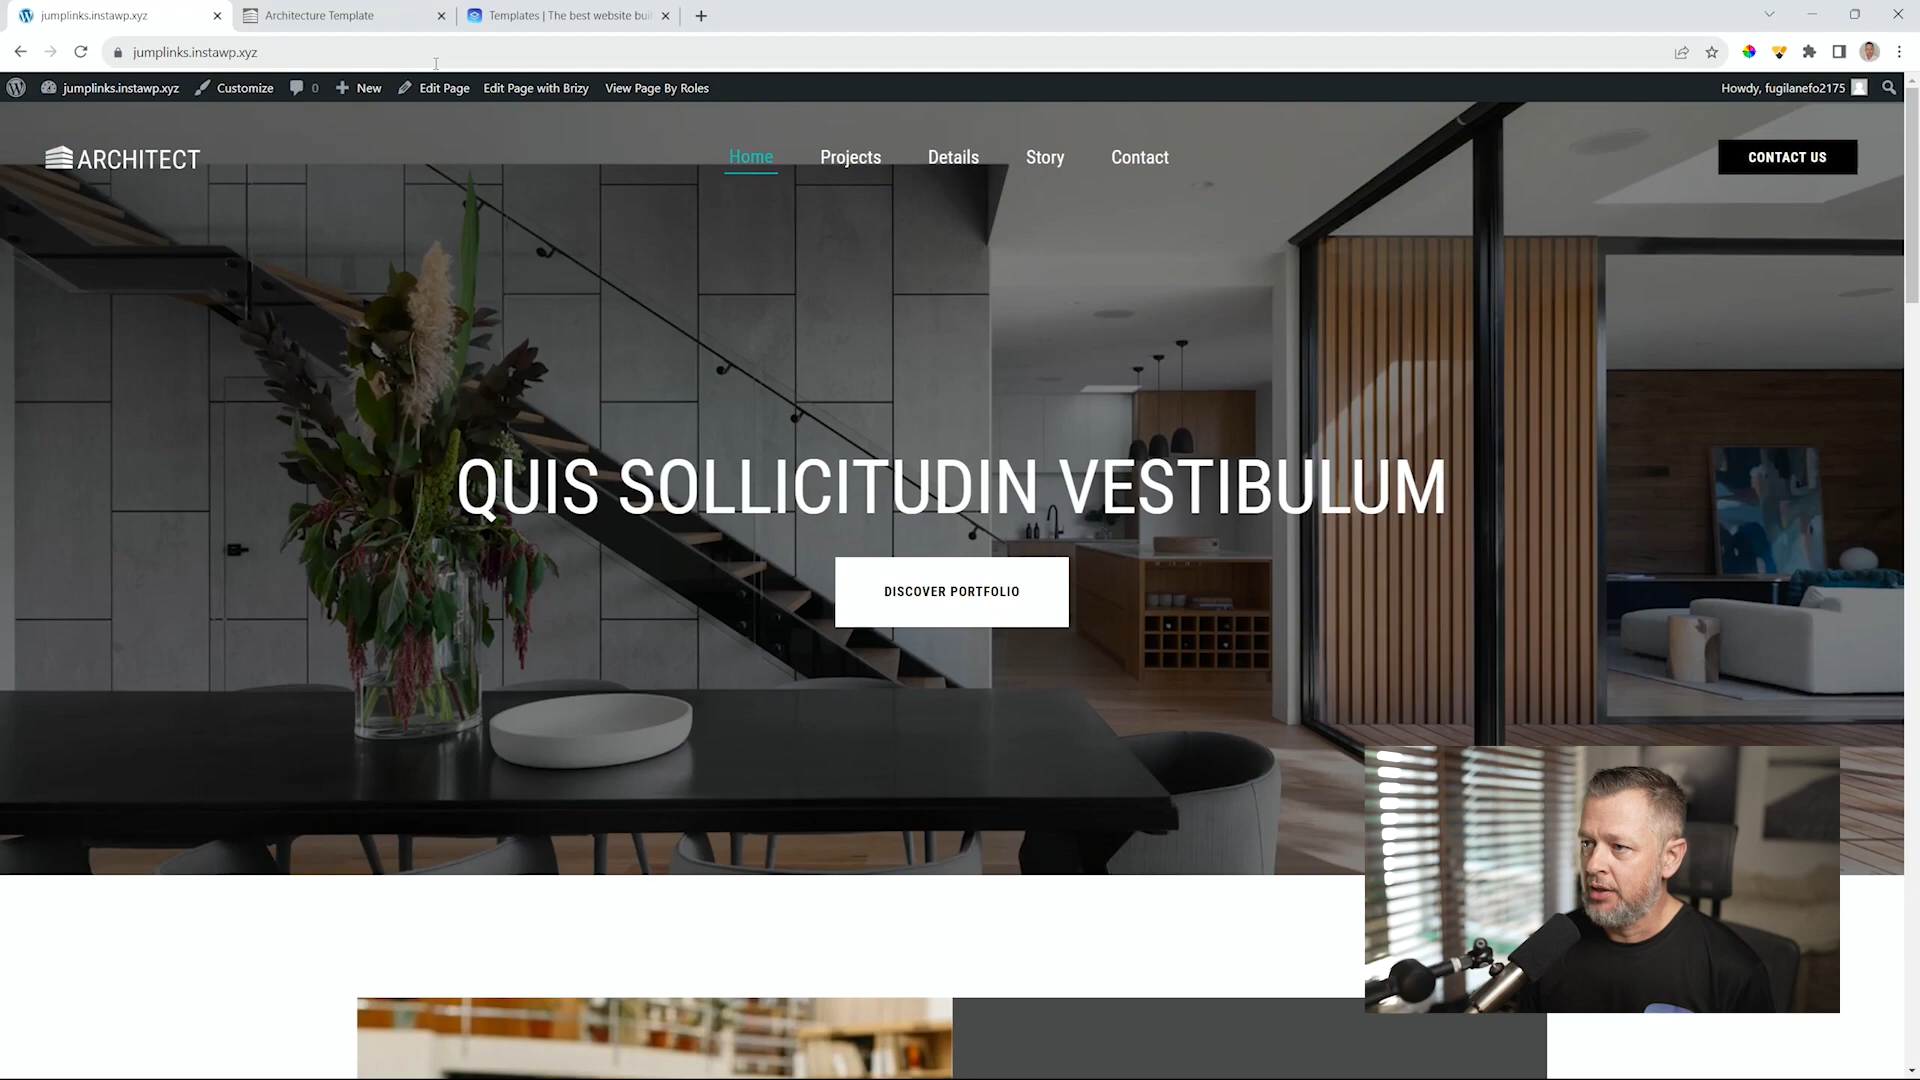 jumplinks.instawp.xyz
Architecture Template
Templates | The best website buil
jumplinks.instawp.xyz
jumplinks.instawp.xyz
Customize
0
New
Edit Page
Edit Page with Brizy
View Page By Roles
Howdy, fugilanefo2175
ARCHITECT
Home
Projects
Details
Story
Contact
CONTACT US
QUIS SOLLICITUDIN VESTIBULUM
DISCOVER PORTFOLIO